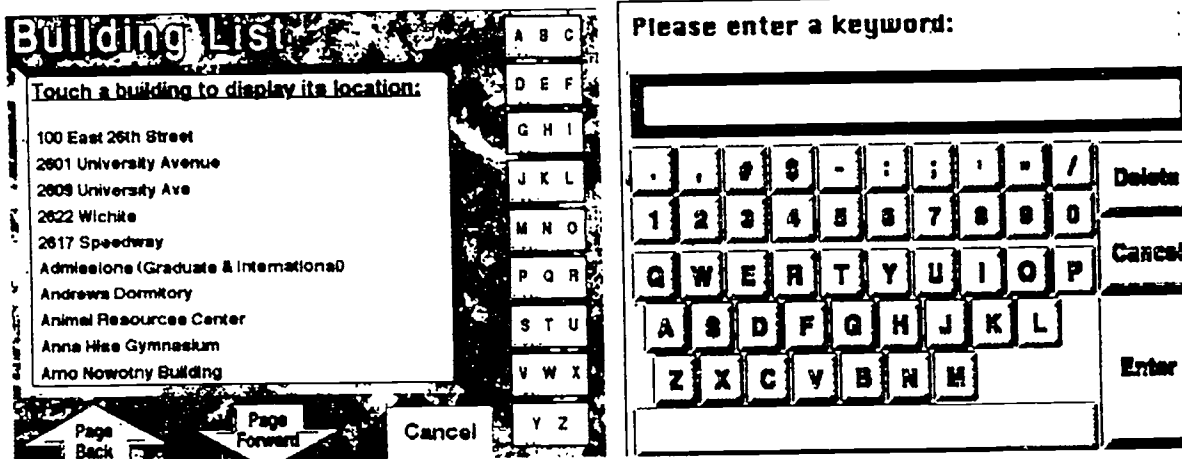 Building List
Touch a building to display its location:
100 East 26th Street
2601 University Avenue
2609 University Ave
2622 Wichita
2617 Speedway
Admissions (Graduate & International)
Andrews Dormitory
Animal Resources Center
Anna Hiss Gymnasium
Arno Nowotny Building
Page
Back
Page
Forward
Cancel
A B C
D E F
G H I
J K L
M N O
P Q R
S T U
V W X
Y Z
Please enter a keyword:
. , # $ - : ; ' " /
1 2 3 4 5 6 7 8 9 0
Q W E R T Y U I O P
A S D F G H J K L
Z X C V B N M
Delete
Cancel
Enter